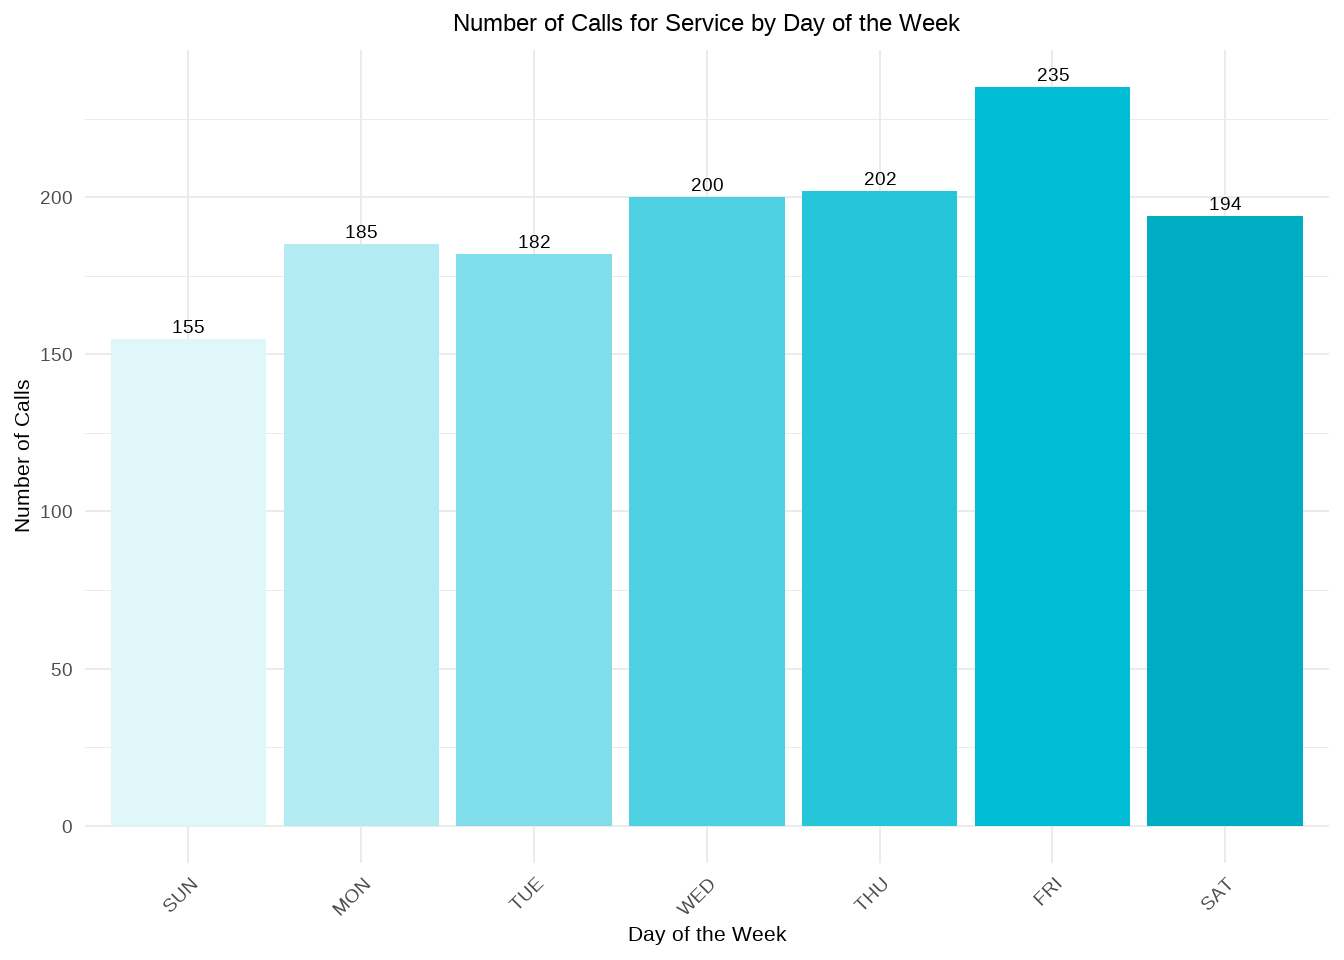 Number of Calls for Service by Day of the Week
235
202
200
194
185
182
155
200
150
100
50
0
Number of Calls
SUN
MON
TUE
WED
THU
FRI
SAT
Day of the Week